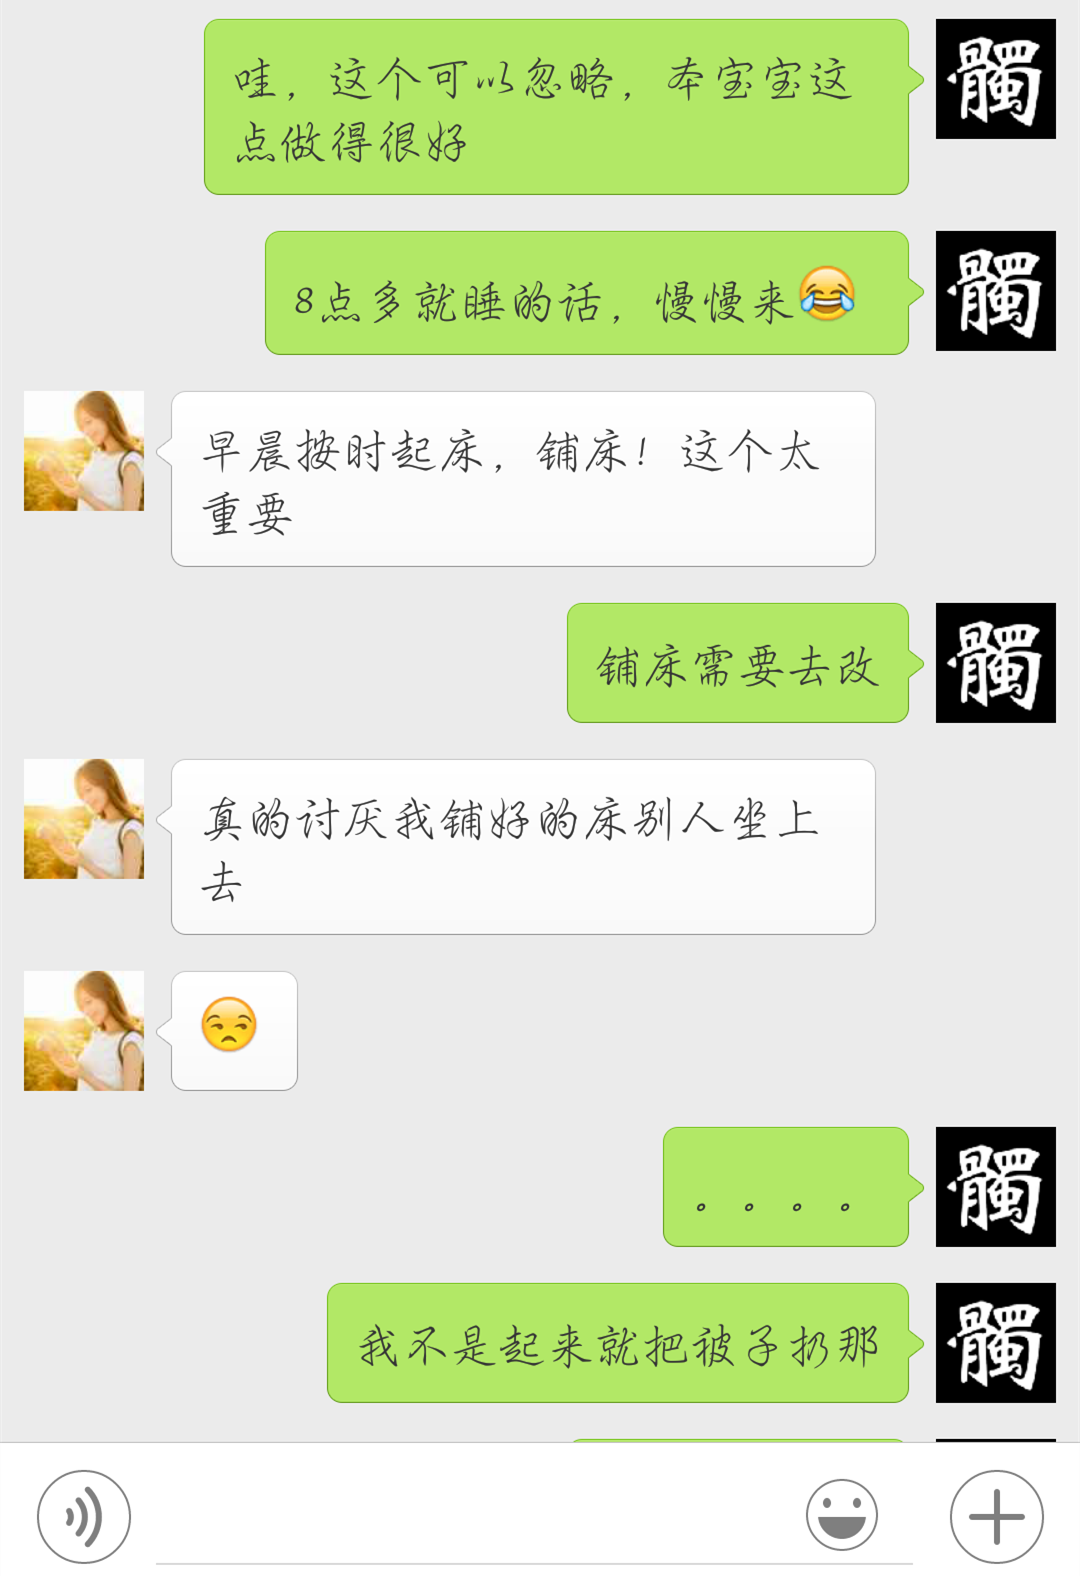 哇，这个可以忽略，本宝宝这
点做得很好
髑
8点多就睡的话，慢慢来😂
髑
早晨按时起床，铺床！这个太
重要
铺床需要去改
髑
真的讨厌我铺好的床别人坐上
去
😒
。。。。
髑
我不是起来就把被子扔那
髑